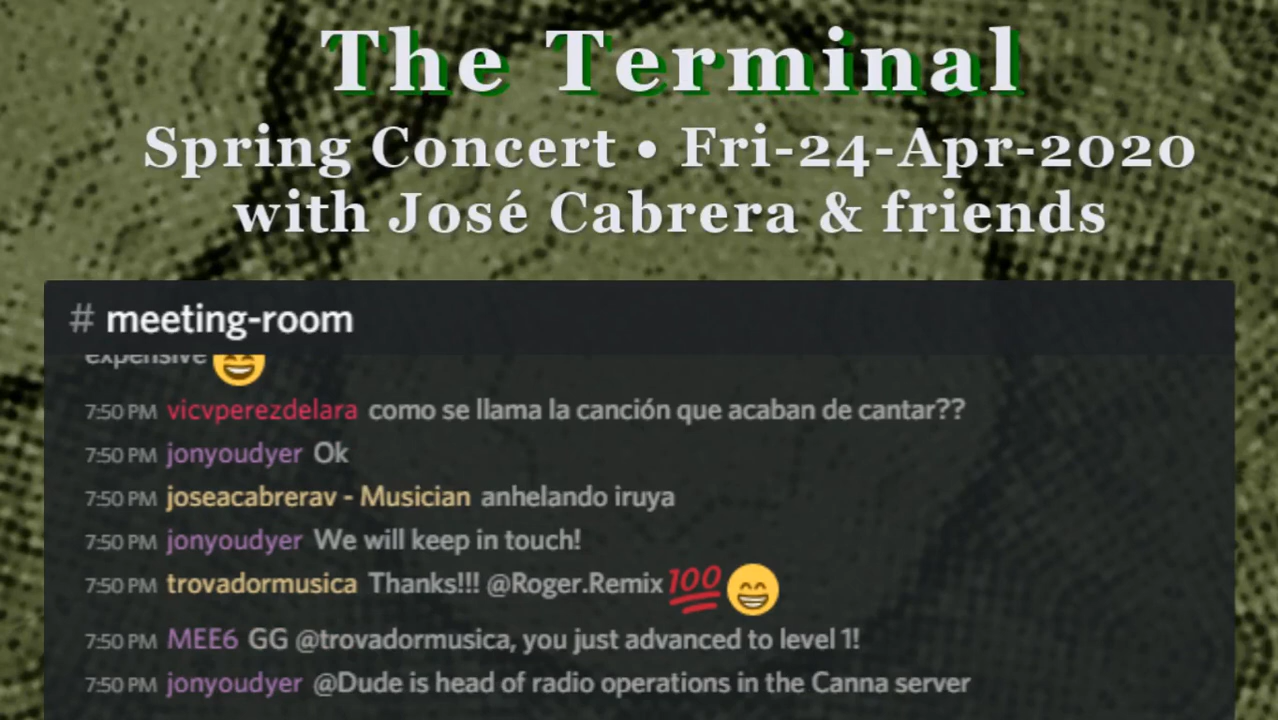 The Terminal
Spring Concert • Fri-24-Apr-2020
with José Cabrera & friends
# meeting-room
expensive 😄
7:50 PM vicvperezdelara como se llama la canción que acaban de cantar??
7:50 PM jonyoudyer Ok
7:50 PM joseacabrerav - Musician anhelando iruya
7:50 PM jonyoudyer We will keep in touch!
7:50 PM trovadormusica Thanks!!! @Roger.Remix 💯 😁
7:50 PM MEE6 GG @trovadormusica, you just advanced to level 1!
7:50 PM jonyoudyer @Dude is head of radio operations in the Canna server